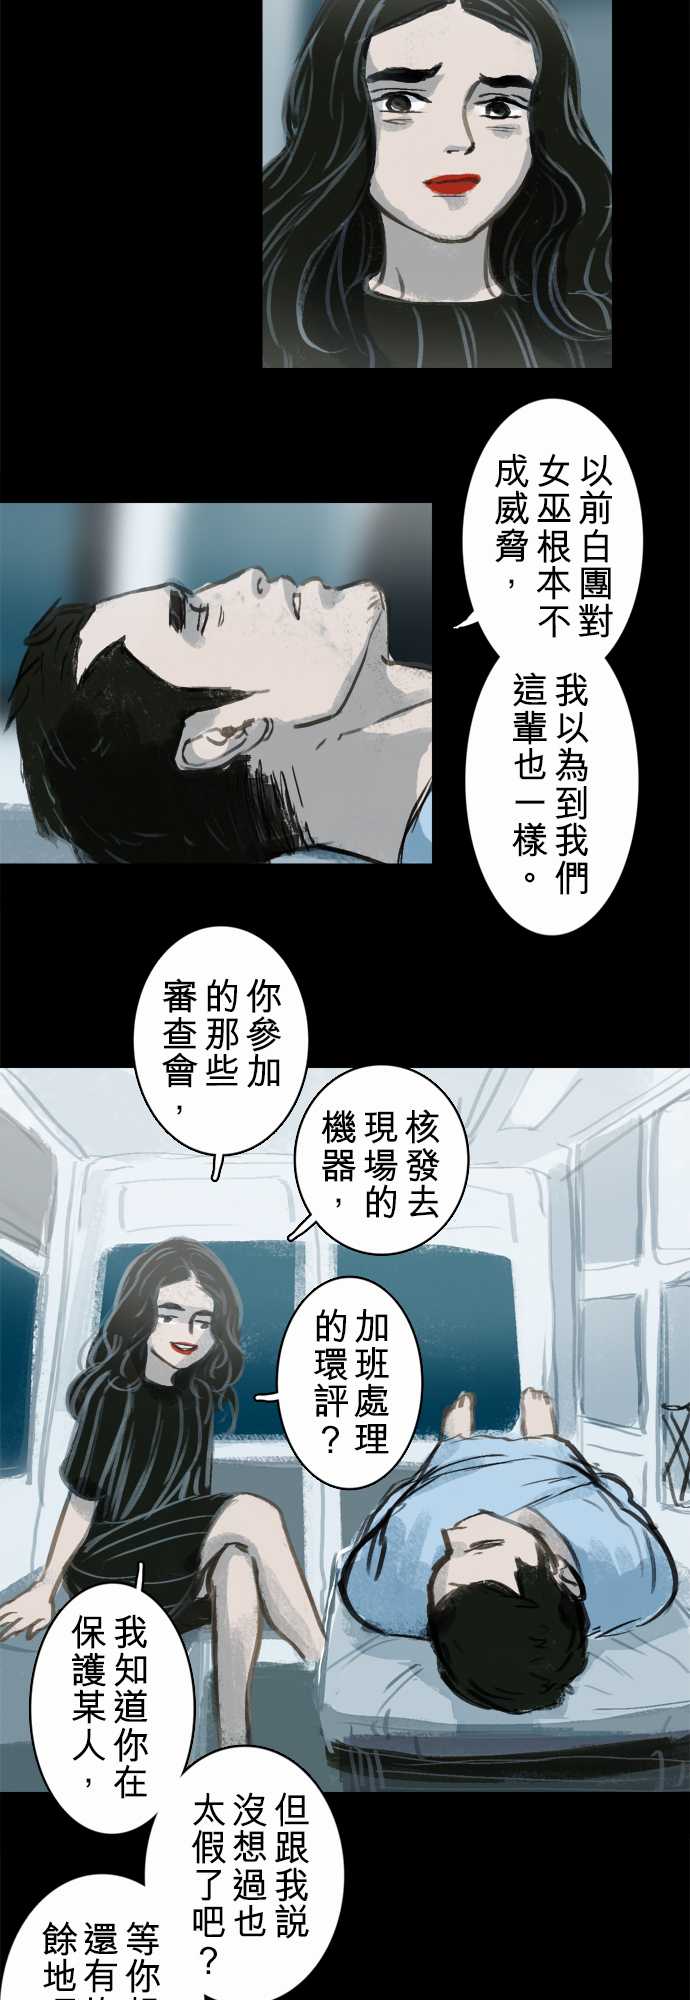 以前白團對
女巫根本不
成威脅，
我以為到我們
這輩也一樣。
你參加
的那些
審查會，
核發去
現場的
機器，
加班處理
的環評？
我知道你在
保護某人，
但跟我説
沒想過也
太假了吧？
等你
還有
餘地